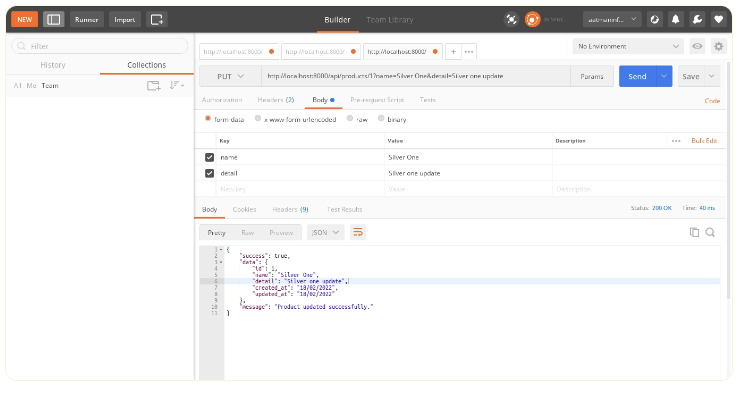 NEW Runner Import Builder Team Library IN SYNC aatmaninf...
Filter
History Collections
All Me Team
http://localhost:8000/ http://localhost:8000/ http://localhost:8000/ + •••
No Environment
PUT http://localhost:8000/api/products/1?name=Silver One&detail=Silver one update Params Send Save
Authorization Headers (2) Body Pre-request Script Tests Code
form-data x-www-form-urlencoded raw binary
Key Value Description ••• Bulk Edit
name Silver One
detail Silver one update
New key Value Description
Body Cookies Headers (9) Test Results Status: 200 OK Time: 40 ms
Pretty Raw Preview JSON
1 {
2 "success": true,
3 "data": {
4 "id": 1,
5 "name": "Silver One",
6 "detail": "Silver one update",
7 "created_at": "18/02/2022",
8 "updated_at": "18/02/2022"
9 },
10 "message": "Product updated successfully."
11 }